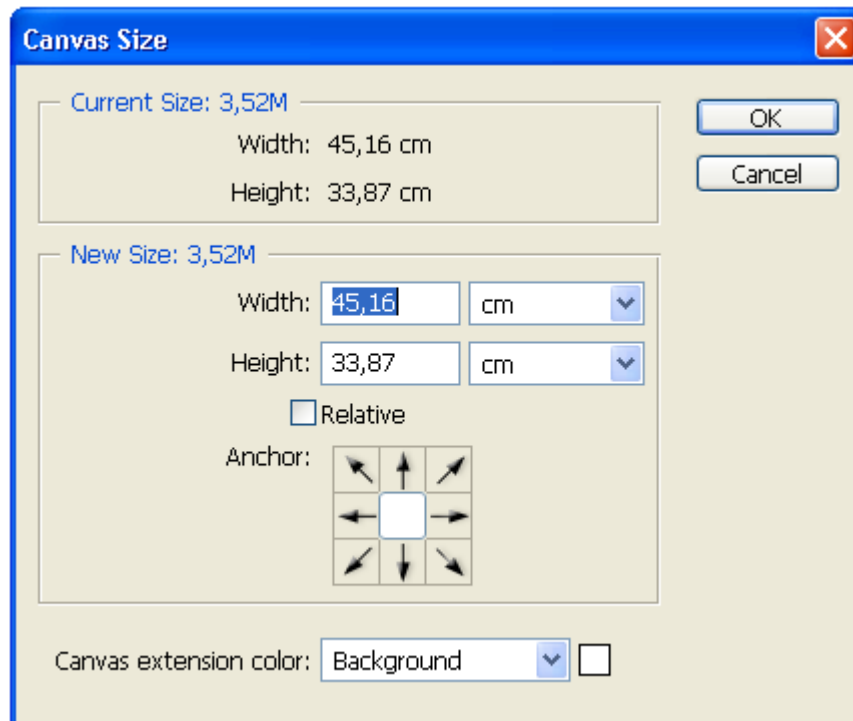 Canvas Size
Current Size: 3,52M
OK
Width: 45,16 cm
Cancel
Height: 33,87 cm
New Size: 3,52M
Width: 45,16 cm
Height: 33,87 cm
Relative
Anchor:
Canvas extension color: Background